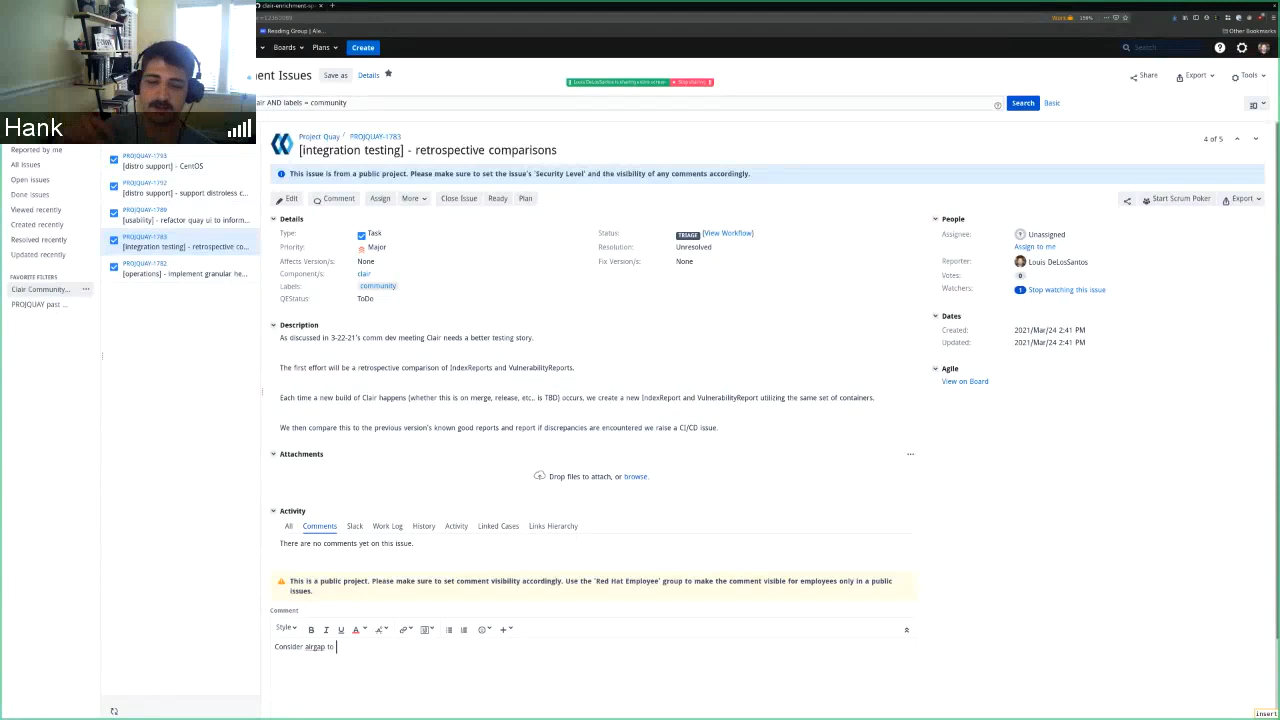 clair-enrichment-sp
150%
Reading Group | Ale...
Other Bookmarks
Boards Plans Create
Search
ent Issues Save as Details
Share Export Tools
Louis DeLosSantos
air AND labels = community
Search Basic
Hank
Reported by me
All issues
Open issues
Done issues
Viewed recently
Created recently
Resolved recently
Updated recently
FAVORITE FILTERS
Clair Community...
PROJQUAY past ...
PROJQUAY-1793
[distro support] - CentOS
PROJQUAY-1792
[distro support] - support distroless c...
PROJQUAY-1789
[usability] - refactor quay ui to inform...
PROJQUAY-1783
[integration testing] - retrospective co...
PROJQUAY-1782
[operations] - implement granular he...
Project Quay / PROJQUAY-1783
[integration testing] - retrospective comparisons
4 of 5
This issue is from a public project. Please make sure to set the issue's 'Security Level' and the visibility of any comments accordingly.
Edit Comment Assign More Close Issue Ready Plan
Start Scrum Poker Export
Details
Type: Task
Priority: Major
Affects Version/s: None
Component/s: clair
Labels: community
QEStatus: ToDo
Status: TRIAGE (View Workflow)
Resolution: Unresolved
Fix Version/s: None
Description
As discussed in 3-22-21's comm dev meeting Clair needs a better testing story.
The first effort will be a retrospective comparison of IndexReports and VulnerabilityReports.
Each time a new build of Clair happens (whether this is on merge, release, etc.. is TBD) occurs, we create a new IndexReport and VulnerabilityReport utilizing the same set of containers.
We then compare this to the previous version's known good reports and report if discrepancies are encountered we raise a CI/CD issue.
Attachments
Drop files to attach, or browse.
Activity
All Comments Slack Work Log History Activity Linked Cases Links Hierarchy
There are no comments yet on this issue.
This is a public project. Please make sure to set comment visibility accordingly. Use the 'Red Hat Employee' group to make the comment visible for employees only in a public
issues.
Comment
Style B I U A
Consider airgap to
People
Assignee: Unassigned
Assign to me
Reporter: Louis DeLosSantos
Votes: 0
Watchers: 1 Stop watching this issue
Dates
Created: 2021/Mar/24 2:41 PM
Updated: 2021/Mar/24 2:41 PM
Agile
View on Board
insert